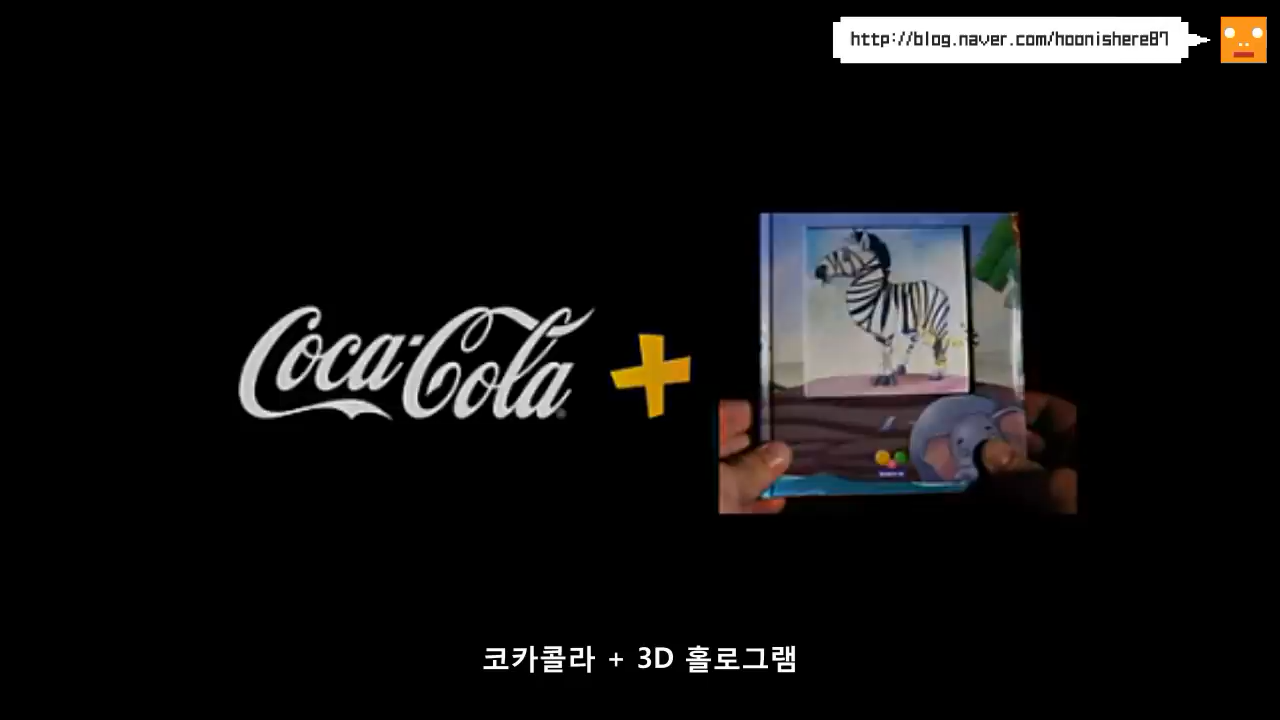 http://blog.naver.com/hoonishere87
Coca-Cola
+
코카콜라 + 3D 홀로그램